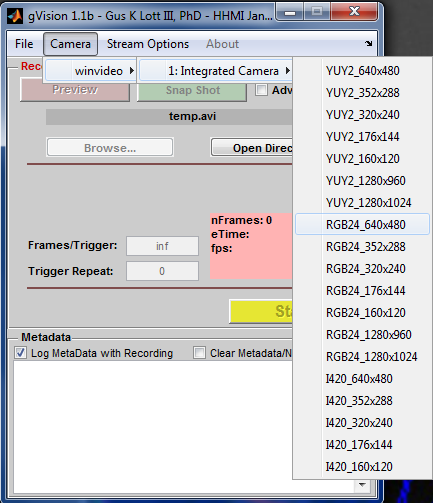 gVision 1.1b - Gus K Lott III, PhD - HHMI Jan...
File Camera Stream Options About
winvideo
1: Integrated Camera
YUY2_640x480
YUY2_352x288
YUY2_320x240
YUY2_176x144
YUY2_160x120
YUY2_1280x960
YUY2_1280x1024
RGB24_640x480
RGB24_352x288
RGB24_320x240
RGB24_176x144
RGB24_160x120
RGB24_1280x960
RGB24_1280x1024
I420_640x480
I420_352x288
I420_320x240
I420_176x144
I420_160x120
Reco
Preview Snap Shot Adv
temp.avi
Browse... Open Direc
nFrames: 0
eTime:
fps:
Frames/Trigger: inf
Trigger Repeat: 0
Sta
Metadata
Log MetaData with Recording Clear Metadata/N